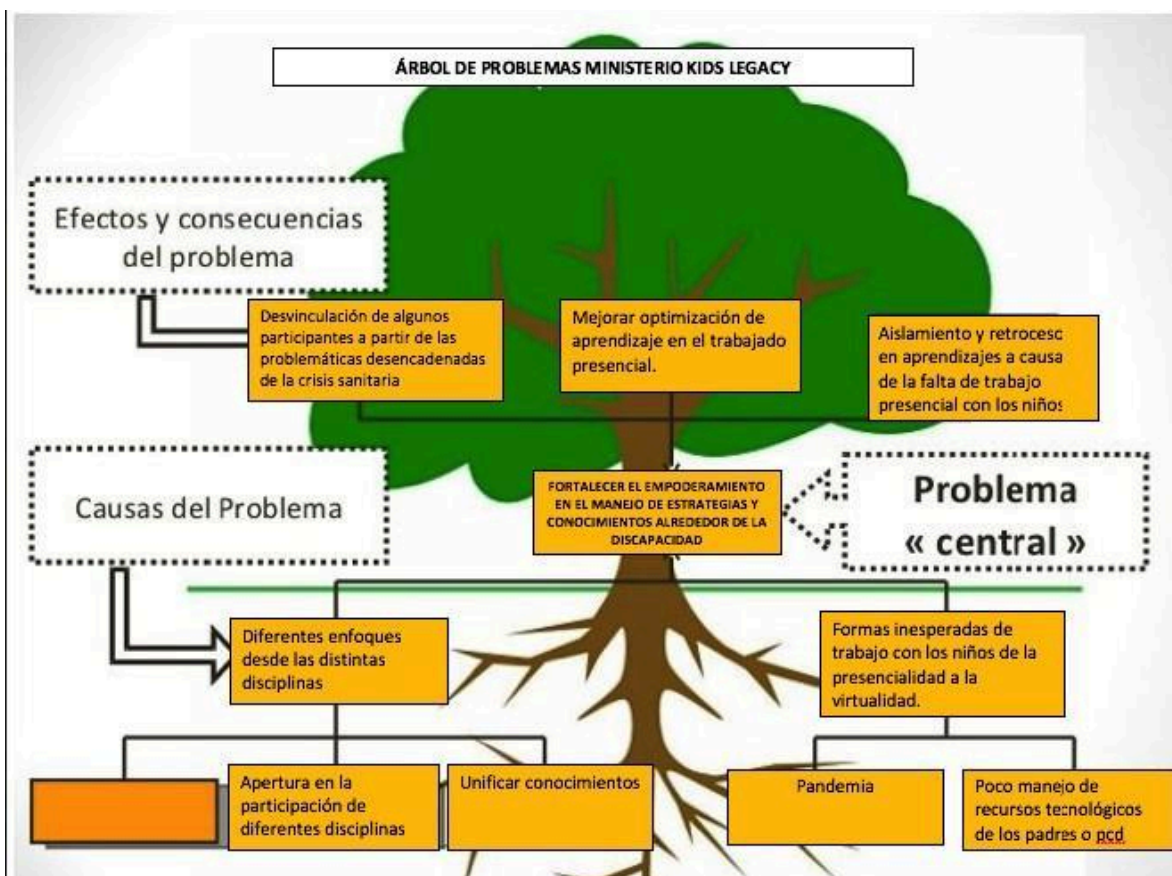 ÁRBOL DE PROBLEMAS MINISTERIO KIDS LEGACY
Efectos y consecuencias
del problema
Desvinculación de algunos
participantes a partir de las
problemáticas desencadenadas
de la crisis sanitaria
Mejorar optimización de
aprendizaje en el trabajado
presencial.
Aislamiento y retroceso
en aprendizajes a causa
de la falta de trabajo
presencial con los niños
Causas del Problema
FORTALECER EL EMPODERAMIENTO
EN EL MANEJO DE ESTRATEGIAS Y
CONOCIMIENTOS ALREDEDOR DE LA
DISCAPACIDAD
Problema
« central »
Diferentes enfoques
desde las distintas
disciplinas
Formas inesperadas de
trabajo con los niños de la
presencialidad a la
virtualidad.
Apertura en la
participación de
diferentes disciplinas
Unificar conocimientos
Pandemia
Poco manejo de
recursos tecnológicos
de los padres o pcd